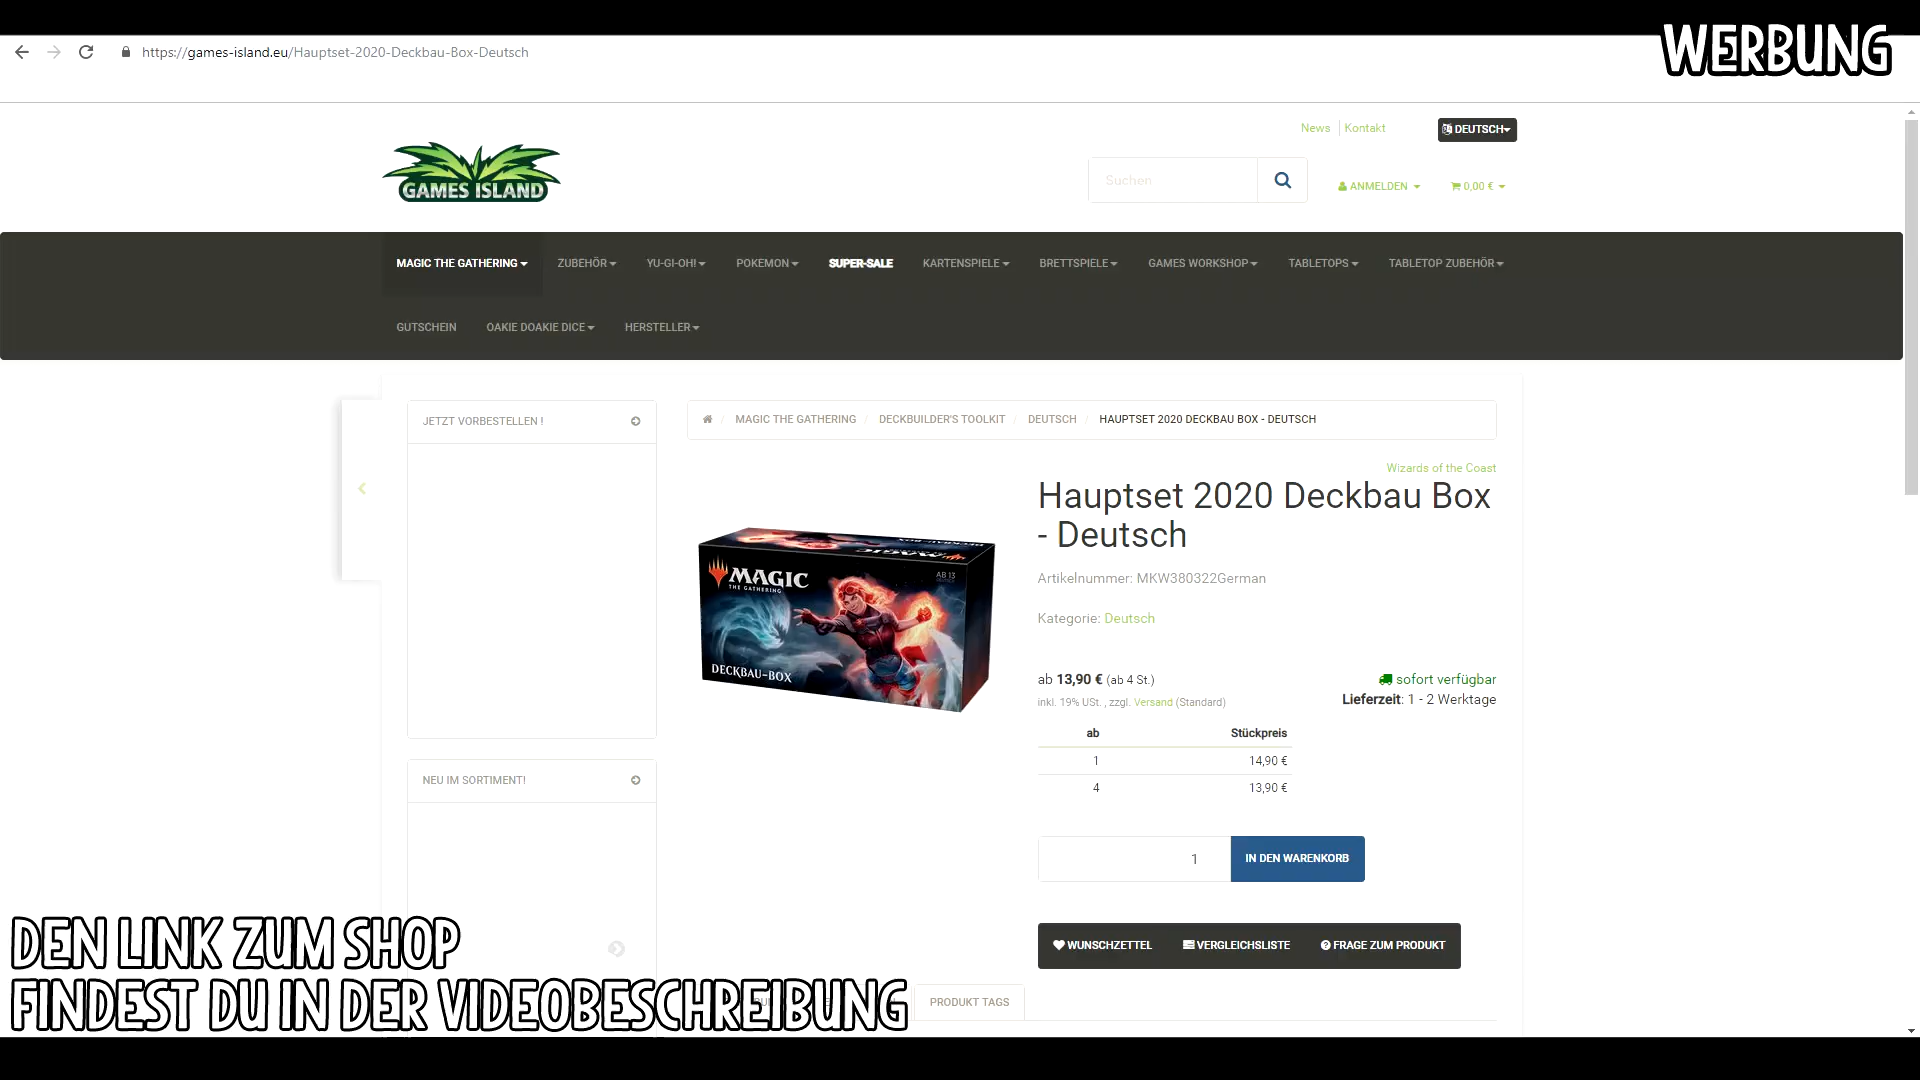 https://games-island.eu/Hauptset-2020-Deckbau-Box-Deutsch
WERBUNG
News Kontakt
DEUTSCH
GAMES ISLAND
Suchen
ANMELDEN
0,00 €
MAGIC THE GATHERING ZUBEHÖR YU-GI-OH! POKEMON SUPER-SALE KARTENSPIELE BRETTSPIELE GAMES WORKSHOP TABLETOPS TABLETOP ZUBEHÖR
GUTSCHEIN OAKIE DOAKIE DICE HERSTELLER
JETZT VORBESTELLEN !
MAGIC THE GATHERING / DECKBUILDER'S TOOLKIT / DEUTSCH / HAUPTSET 2020 DECKBAU BOX - DEUTSCH
Wizards of the Coast
Hauptset 2020 Deckbau Box
- Deutsch
Artikelnummer: MKW380322German
Kategorie: Deutsch
MAGIC
THE GATHERING
AB 13
DECKBAU-BOX
ab 13,90 € (ab 4 St.)
inkl. 19% USt. , zzgl. Versand (Standard)
sofort verfügbar
Lieferzeit: 1 - 2 Werktage
ab Stückpreis
1 14,90 €
4 13,90 €
NEU IM SORTIMENT!
1
IN DEN WARENKORB
WUNSCHZETTEL VERGLEICHSLISTE FRAGE ZUM PRODUKT
PRODUKT TAGS
DEN LINK ZUM SHOP
FINDEST DU IN DER VIDEOBESCHREIBUNG